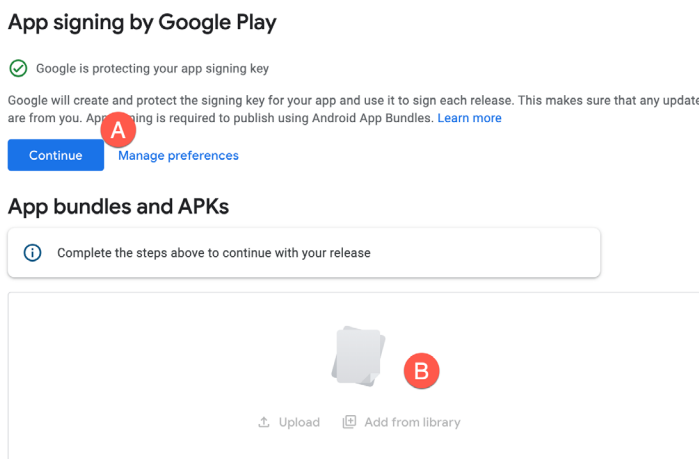 App signing by Google Play
Google is protecting your app signing key
Google will create and protect the signing key for your app and use it to sign each release. This makes sure that any update
are from you. App ning is required to publish using Android App Bundles. Learn more
A
Continue
Manage preferences
App bundles and APKs
Complete the steps above to continue with your release
B
Upload
Add from library